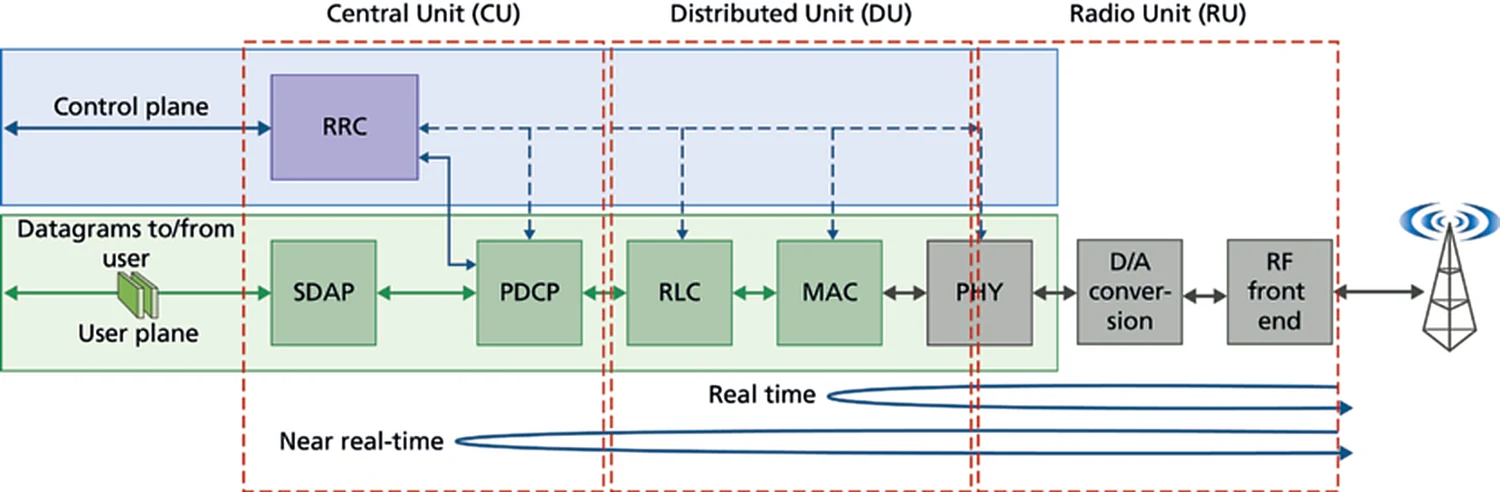 Central Unit (CU)
Distributed Unit (DU)
Radio Unit (RU)
Control plane
RRC
Datagrams to/from
user
User plane
SDAP
PDCP
RLC
MAC
PHY
D/A
conver-
sion
RF
front
end
Real time
Near real-time